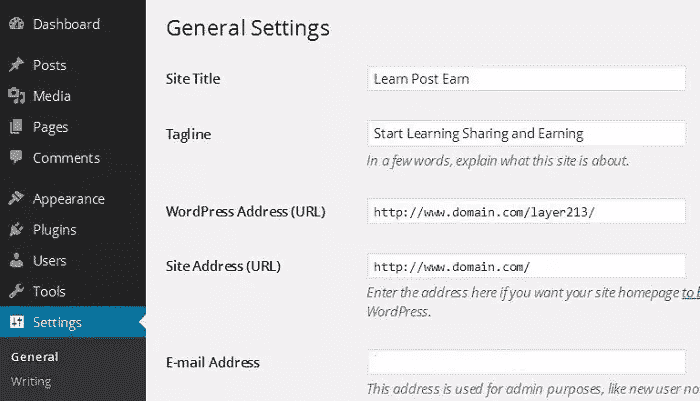 Dashboard
Posts
Media
Pages
Comments
Appearance
Plugins
Users
Tools
Settings
General
Writing
General Settings
Site Title
Learn Post Earn
Tagline
Start Learning Sharing and Earning
In a few words, explain what this site is about.
WordPress Address (URL)
http://www.domain.com/layer213/
Site Address (URL)
http://www.domain.com/
Enter the address here if you want your site homepage to
WordPress.
E-mail Address
This address is used for admin purposes, like new user